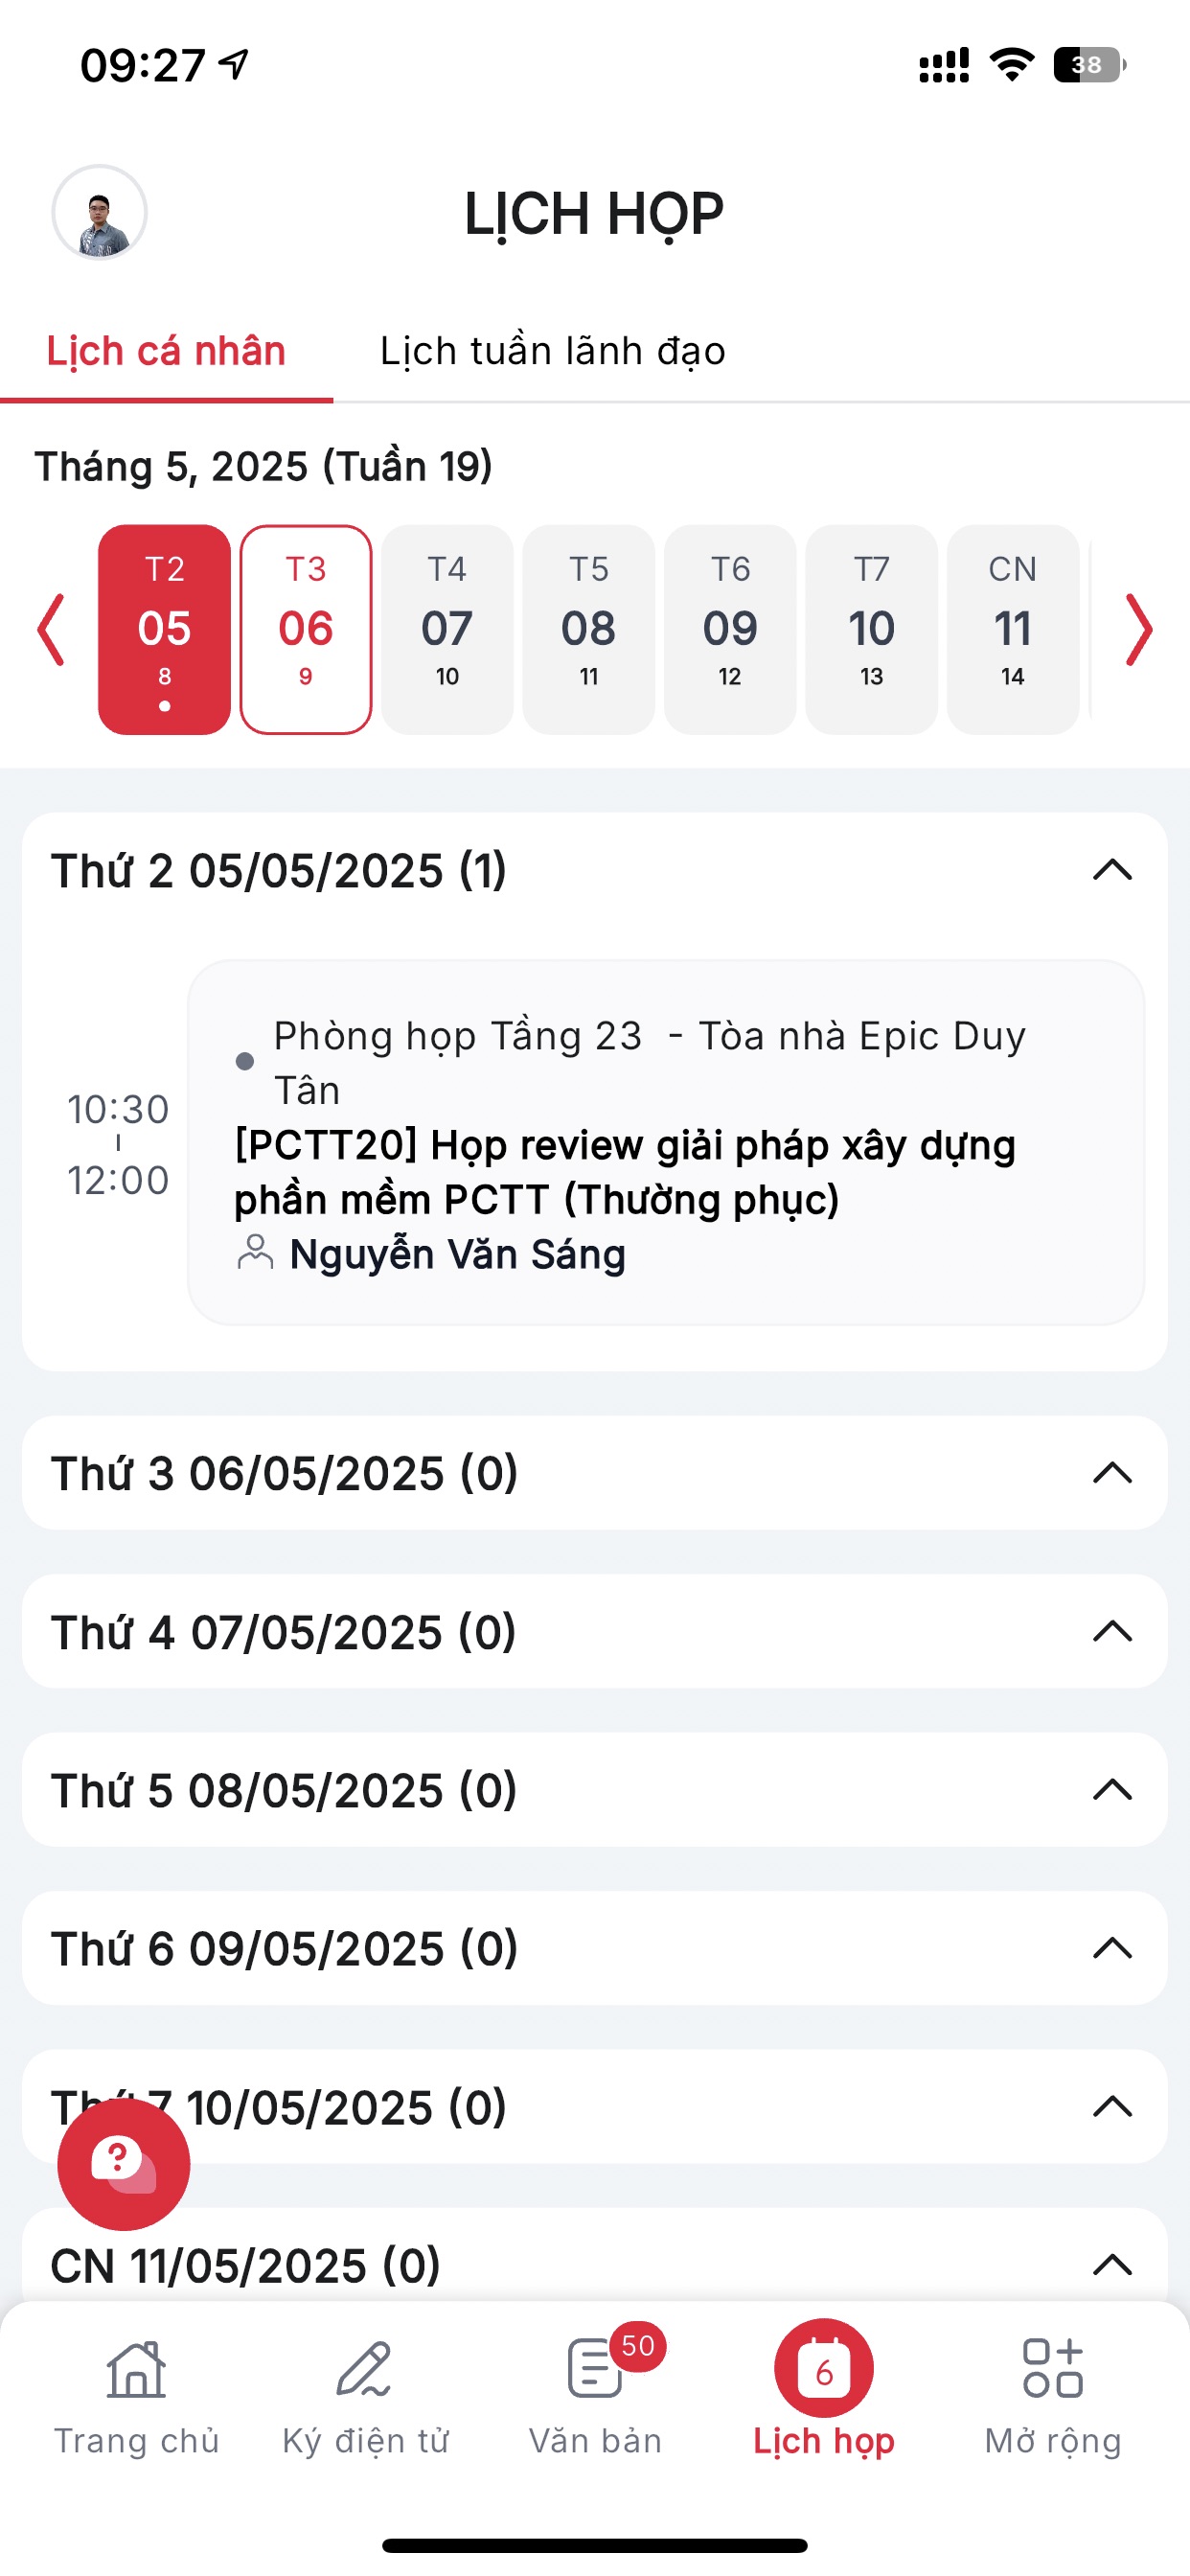 09:27
38
LỊCH HỌP
Lịch cá nhân
Lịch tuần lãnh đạo
Tháng 5, 2025 (Tuần 19)
T2 T3 T4 T5 T6 T7 CN
05 06 07 08 09 10 11
8 9 10 11 12 13 14
Thứ 2 05/05/2025 (1)
10:30
12:00
Phòng họp Tầng 23 - Tòa nhà Epic Duy
Tân
[PCTT20] Họp review giải pháp xây dựng
phần mềm PCTT (Thường phục)
Nguyễn Văn Sáng
Thứ 3 06/05/2025 (0)
Thứ 4 07/05/2025 (0)
Thứ 5 08/05/2025 (0)
Thứ 6 09/05/2025 (0)
Thứ 7 10/05/2025 (0)
?
CN 11/05/2025 (0)
50
6
Trang chủ
Ký điện tử
Văn bản
Lịch họp
Mở rộng